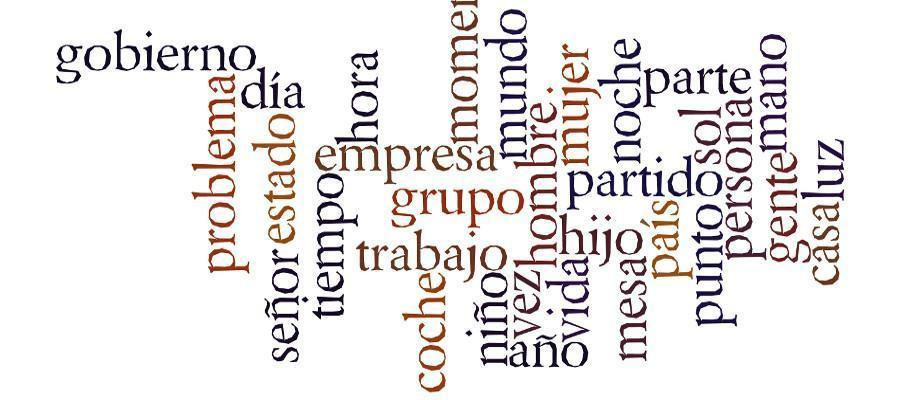 gobierno
día
problema
estado
señor
hora
tiempo
empresa
grupo
trabajo
coche
mundo
hombre
mujer
noche
parte
partido
hijo
niño
vez
vida
año
mesa
país
punto
sol
persona
mano
gente
casa
luz